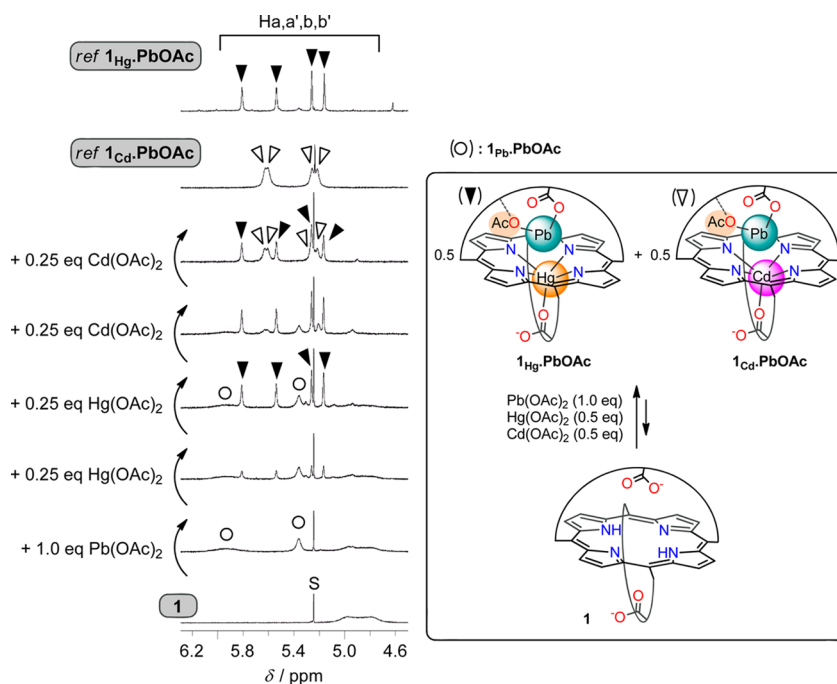 Ha,a',b,b'
ref 1Hg.PbOAc
ref 1Cd.PbOAc
+ 0.25 eq Cd(OAc)2
+ 0.25 eq Cd(OAc)2
+ 0.25 eq Hg(OAc)2
+ 0.25 eq Hg(OAc)2
+ 1.0 eq Pb(OAc)2
S
1
6.2 5.8 5.4 5.0 4.6
δ / ppm
(○) : 1Pb.PbOAc
(▼)
(▽)
O
O
O
O
AcO
Pb
AcO
Pb
0.5
+ 0.5
N
N
N
N
Hg
N
N
N
N
Cd
O
O
-O
-O
O
O
1Hg.PbOAc
1Cd.PbOAc
Pb(OAc)2 (1.0 eq)
Hg(OAc)2 (0.5 eq)
Cd(OAc)2 (0.5 eq)
O
O-
NH
N
N
HN
O
-O
1